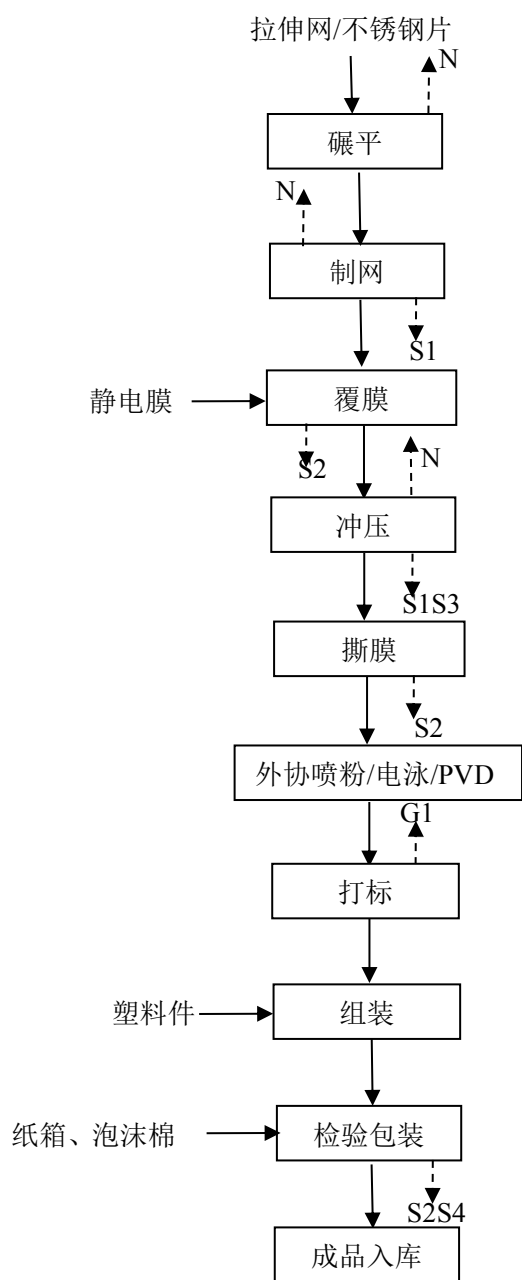 拉伸网/不锈钢片
N
碾平
N
制网
S1
静电膜
覆膜
S2
N
冲压
S1S3
撕膜
S2
外协喷粉/电泳/PVD
G1
打标
塑料件
组装
纸箱、泡沫棉
检验包装
S2S4
成品入库